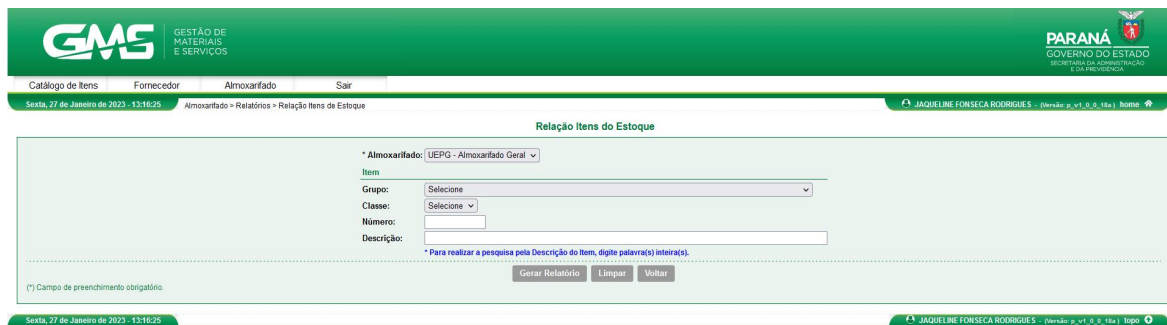 GMS
GESTÃO DE
MATERIAIS
E SERVIÇOS
PARANÁ
GOVERNO DO ESTADO
SECRETARIA DA ADMINISTRAÇÃO
E DA PREVIDÊNCIA
Catálogo de Itens Fornecedor Almoxarifado Sair
Sexta, 27 de Janeiro de 2023 - 13:16:25 Almoxarifado > Relatórios > Relação Itens de Estoque JAQUELINE FONSECA RODRIGUES - (Versão: p_v1_0_0_18a) home
Relação Itens do Estoque
* Almoxarifado: UEPG - Almoxarifado Geral
Item
Grupo: Selecione
Classe: Selecione
Número:
Descrição:
* Para realizar a pesquisa pela Descrição do Item, digite palavra(s) inteira(s).
Gerar Relatório Limpar Voltar
(*) Campo de preenchimento obrigatório.
Sexta, 27 de Janeiro de 2023 - 13:16:25 JAQUELINE FONSECA RODRIGUES - (Versão: p_v1_0_0_18a) topo